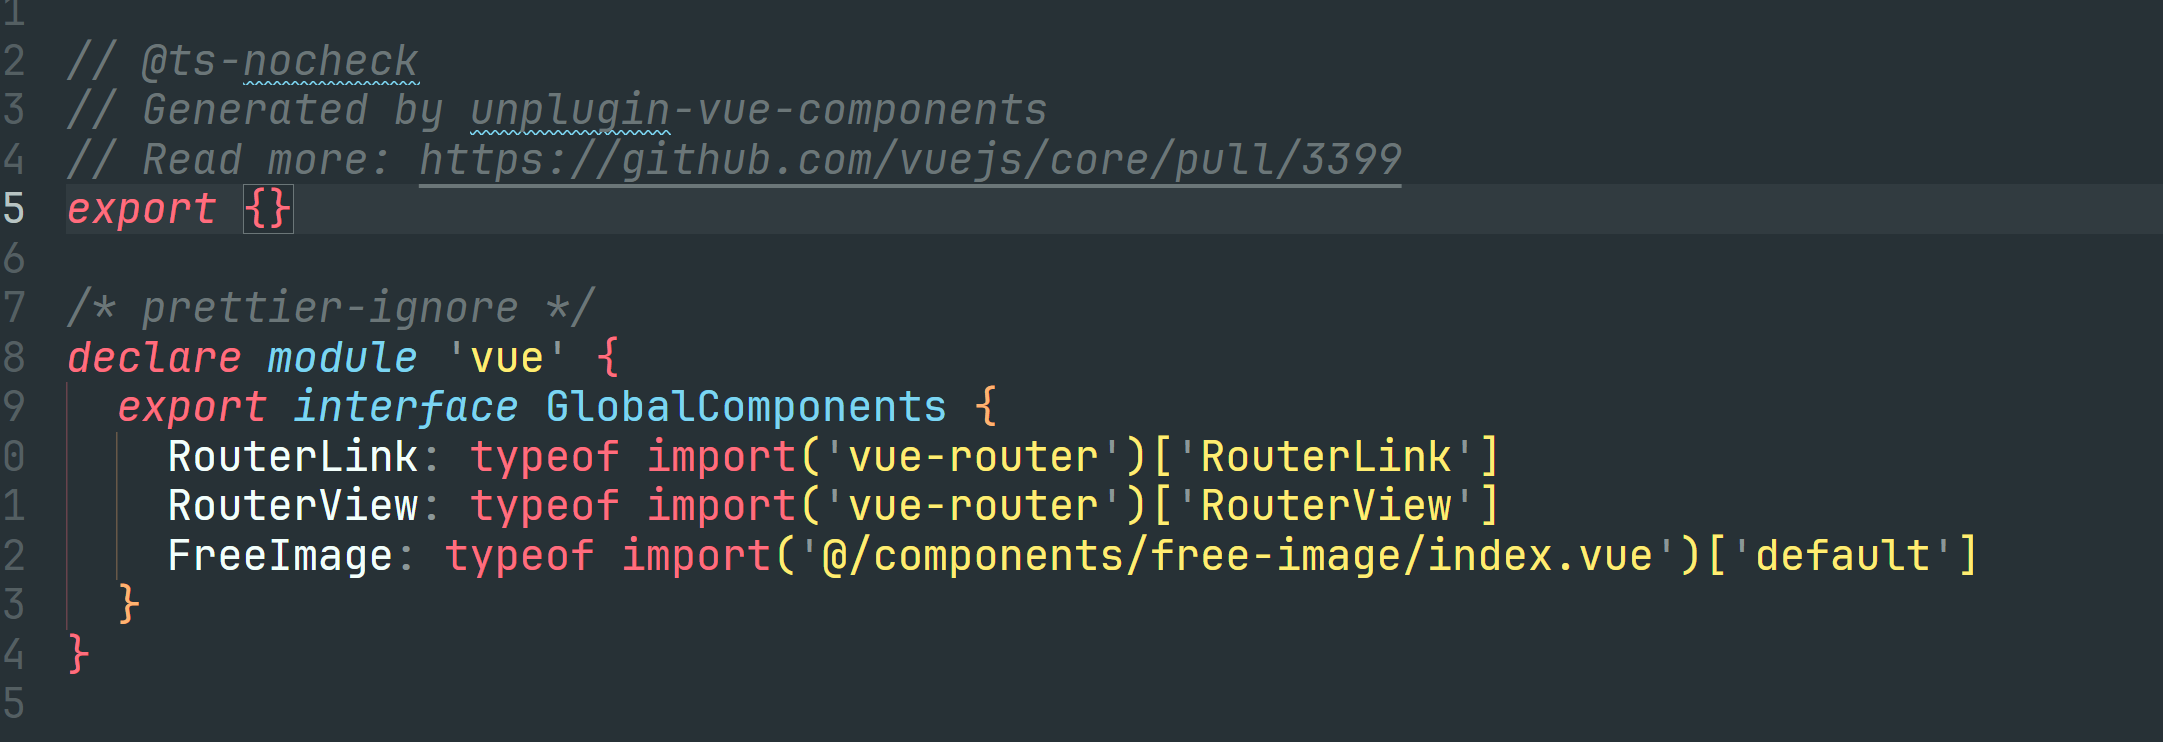 1
2 // @ts-nocheck
3 // Generated by unplugin-vue-components
4 // Read more: https://github.com/vuejs/core/pull/3399
5 export {}
6
7 /* prettier-ignore */
8 declare module 'vue' {
9   export interface GlobalComponents {
0     RouterLink: typeof import('vue-router')['RouterLink']
1     RouterView: typeof import('vue-router')['RouterView']
2     FreeImage: typeof import('@/components/free-image/index.vue')['default']
3   }
4 }
5